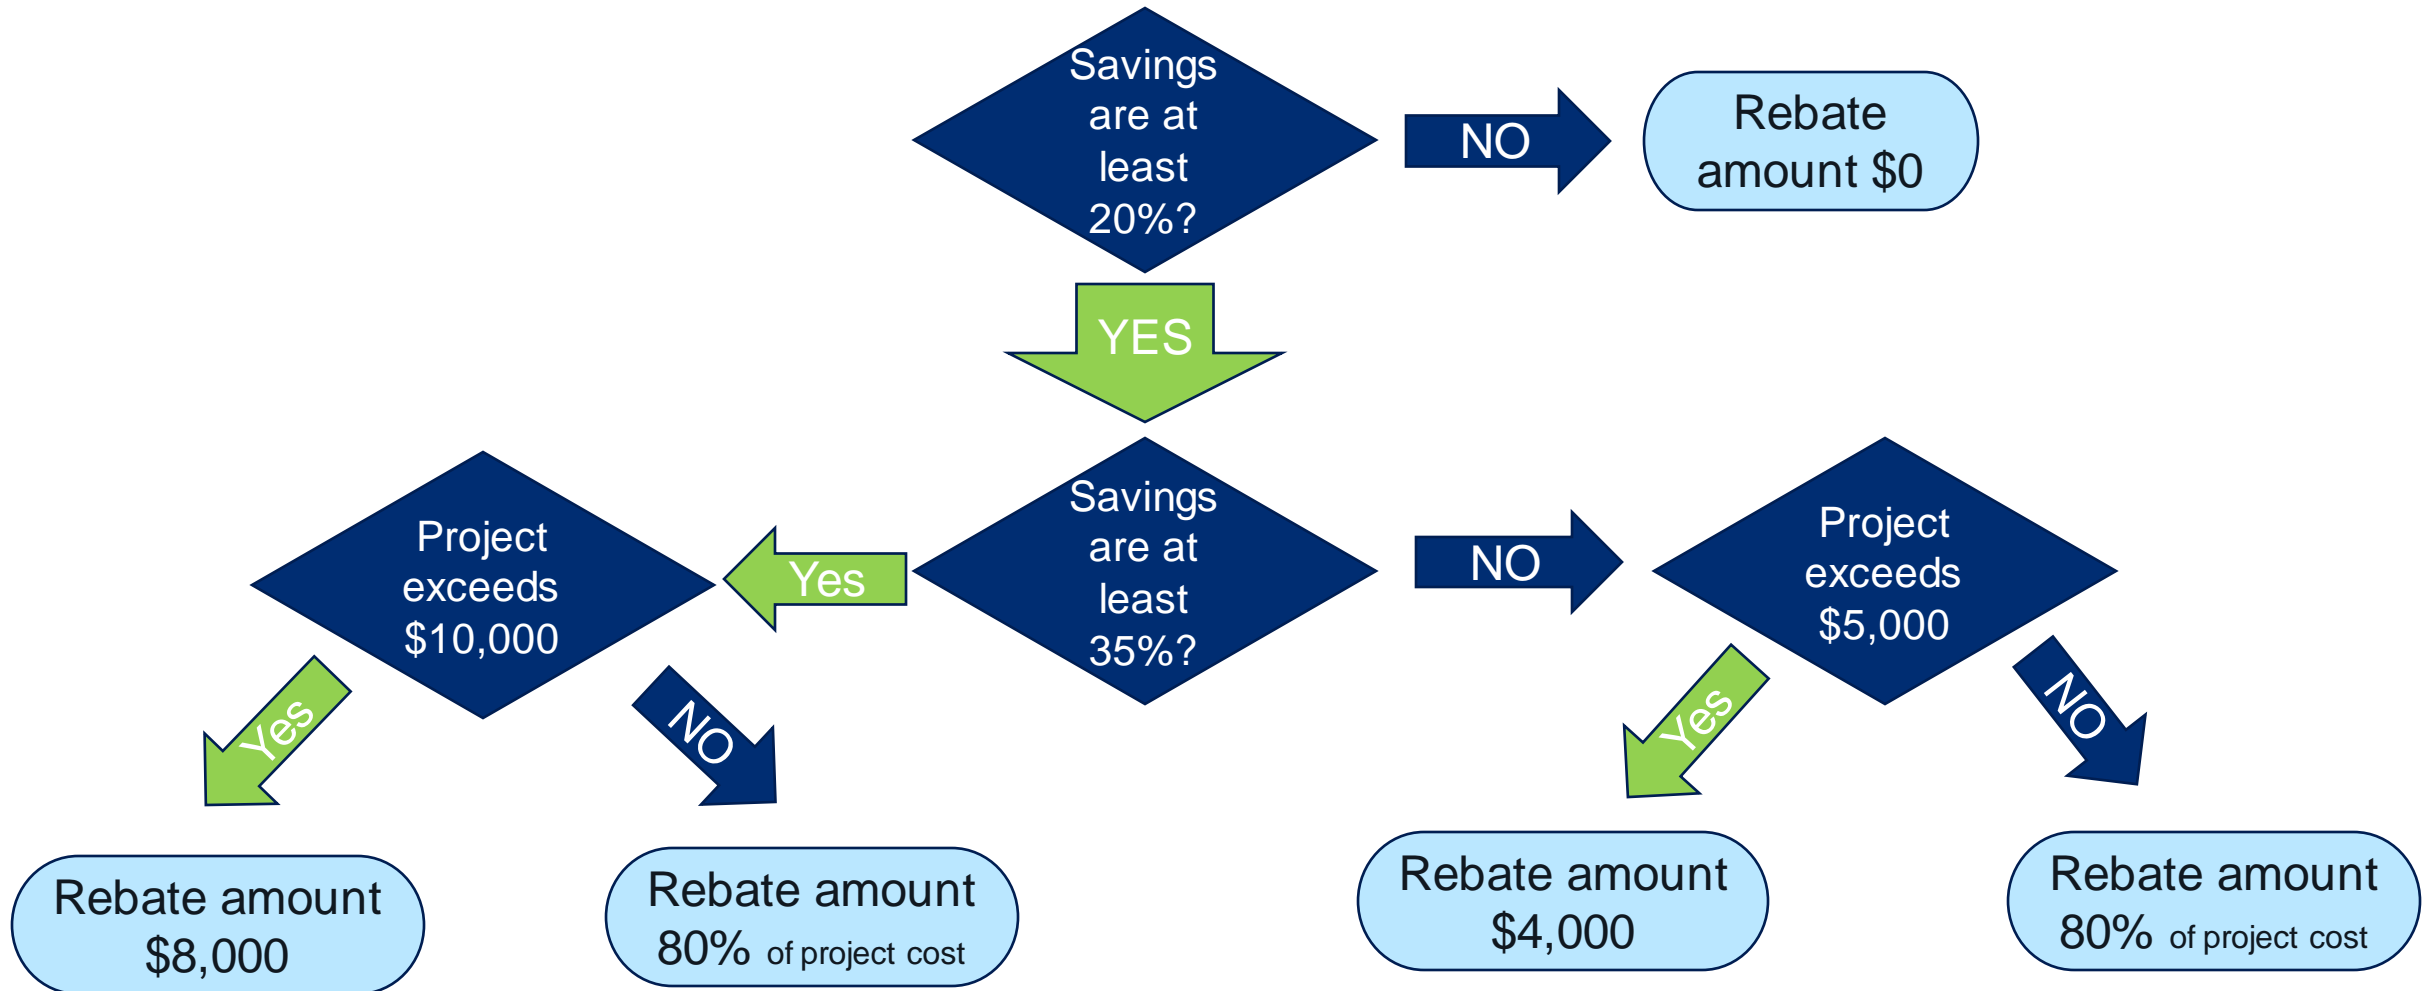 Savings
are at
least
20%?
NO
Rebate
amount $0
YES
Project
exceeds
$10,000
Yes
Savings
are at
least
35%?
NO
Project
exceeds
$5,000
Yes
NO
Yes
NO
Rebate amount
$8,000
Rebate amount
80% of project cost
Rebate amount
$4,000
Rebate amount
80% of project cost